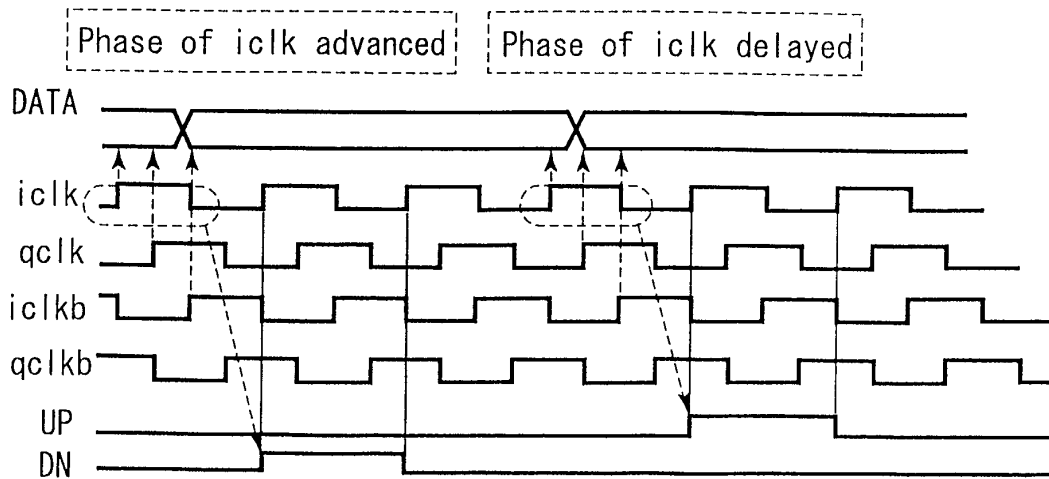 Phase of iclk advanced
Phase of iclk delayed
DATA
iclk
qclk
iclkb
qclkb
UP
DN